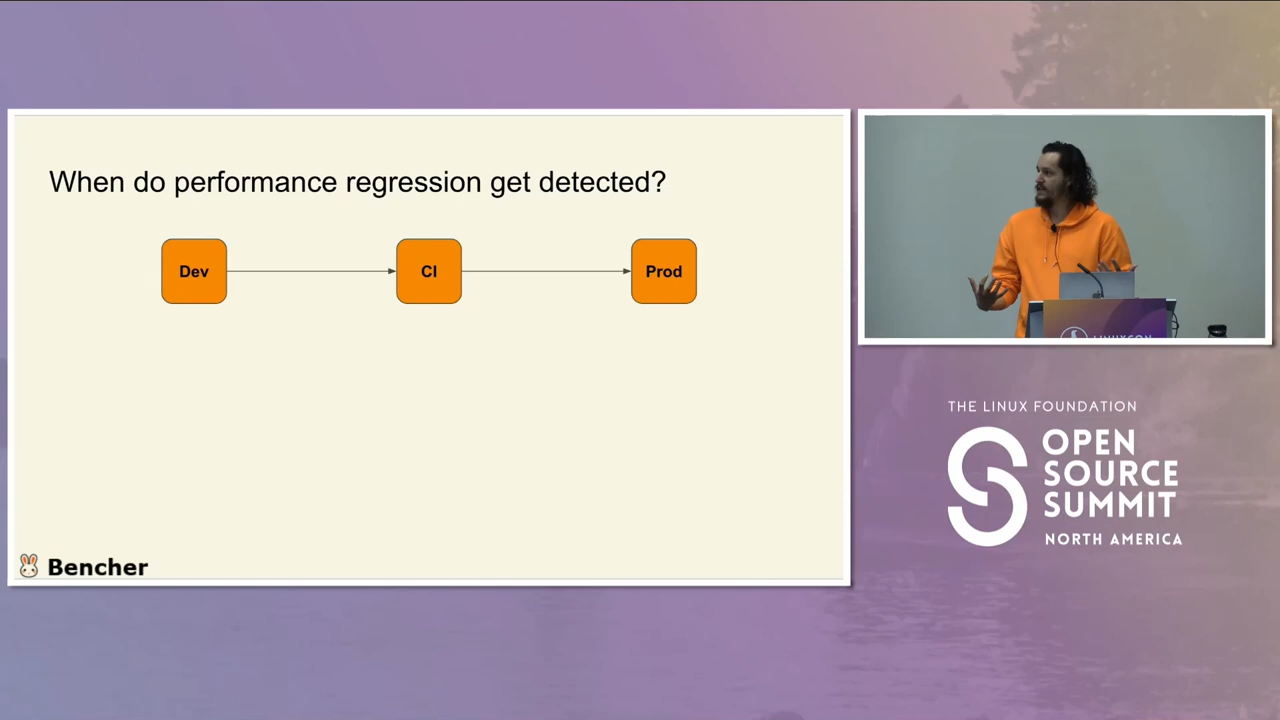 When do performance regression get detected?
Dev
CI
Prod
Bencher
THE LINUX FOUNDATION
OPEN
SOURCE
SUMMIT
NORTH AMERICA